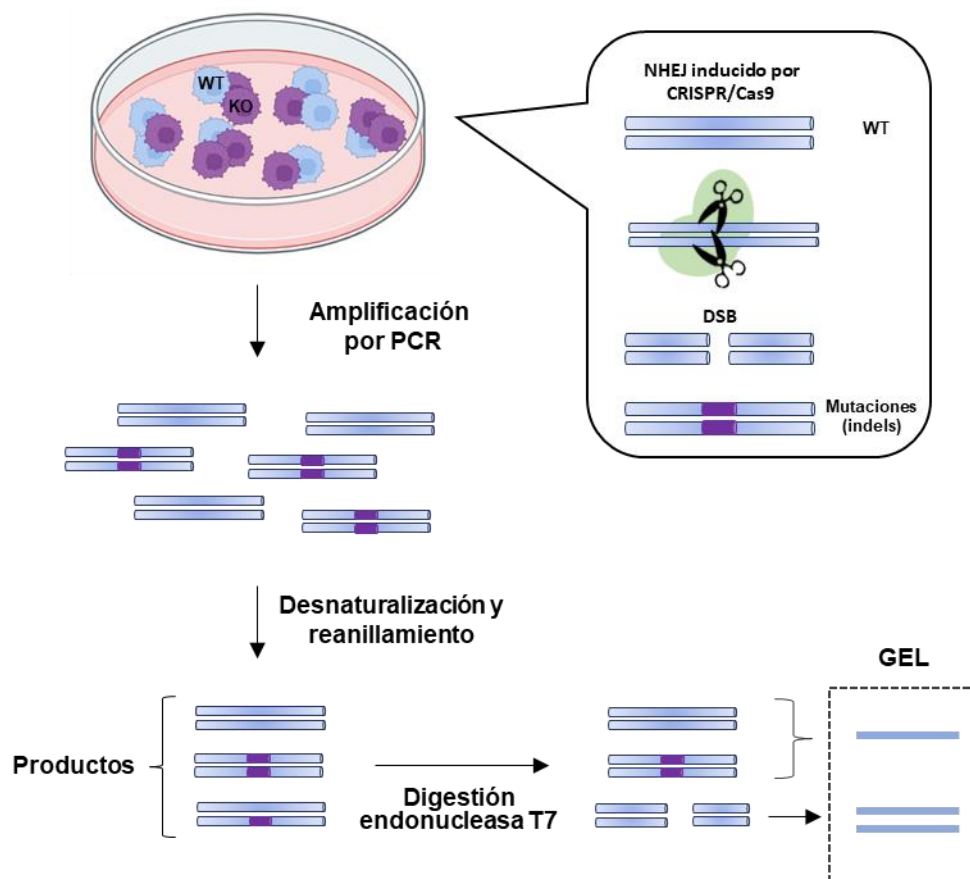 WT
KO
NHEJ inducido por
CRISPR/Cas9
WT
DSB
Mutaciones
(indels)
Amplificación
por PCR
Desnaturalización y
reanillamiento
Productos
Digestión
endonucleasa T7
GEL